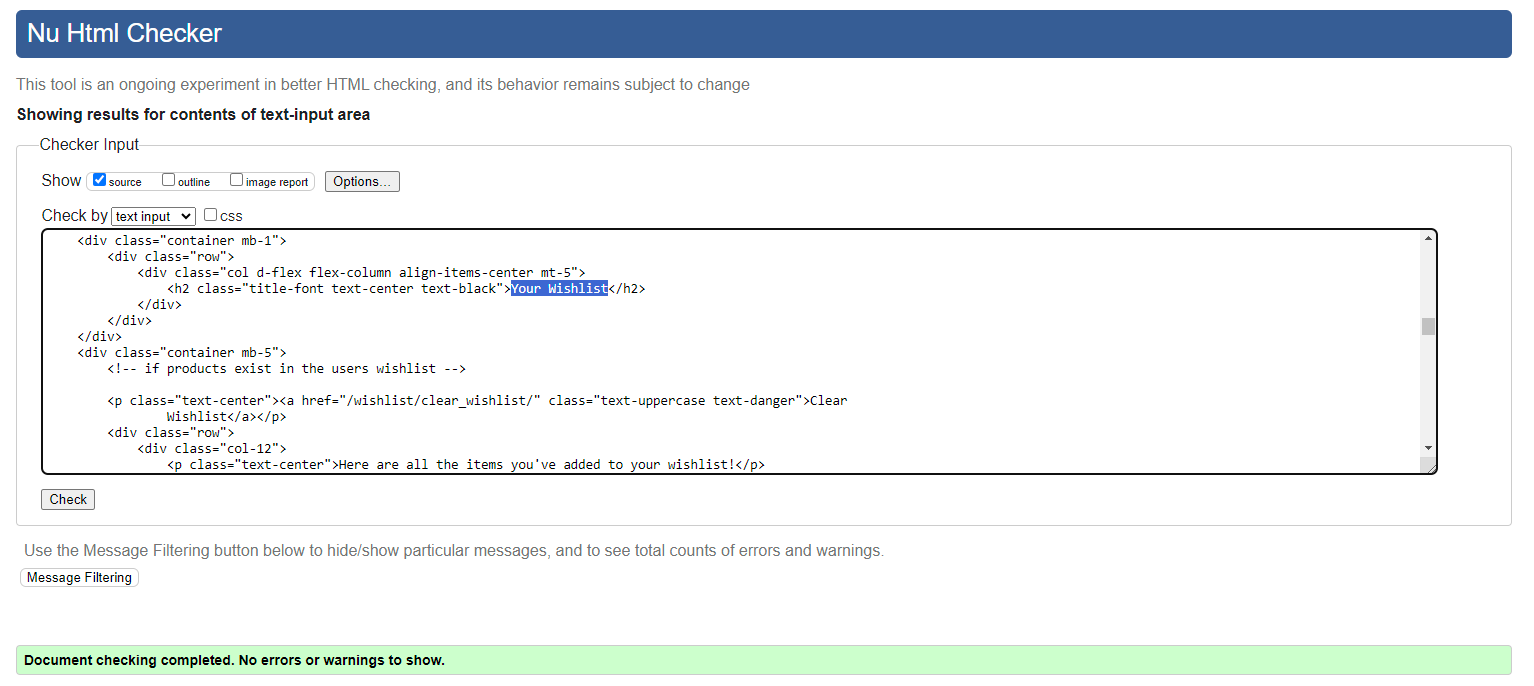 Nu Html Checker
This tool is an ongoing experiment in better HTML checking, and its behavior remains subject to change
Showing results for contents of text-input area
Checker Input
Show source outline image report Options...
Check by text input css
<div class="container mb-1">
<div class="row">
<div class="col d-flex flex-column align-items-center mt-5">
<h2 class="title-font text-center text-black">Your Wishlist</h2>
</div>
</div>
</div>
<div class="container mb-5">
<!-- if products exist in the users wishlist -->
<p class="text-center"><a href="/wishlist/clear_wishlist/" class="text-uppercase text-danger">Clear
Wishlist</a></p>
<div class="row">
<div class="col-12">
<p class="text-center">Here are all the items you've added to your wishlist!</p>
Check
Use the Message Filtering button below to hide/show particular messages, and to see total counts of errors and warnings.
Message Filtering
Document checking completed. No errors or warnings to show.